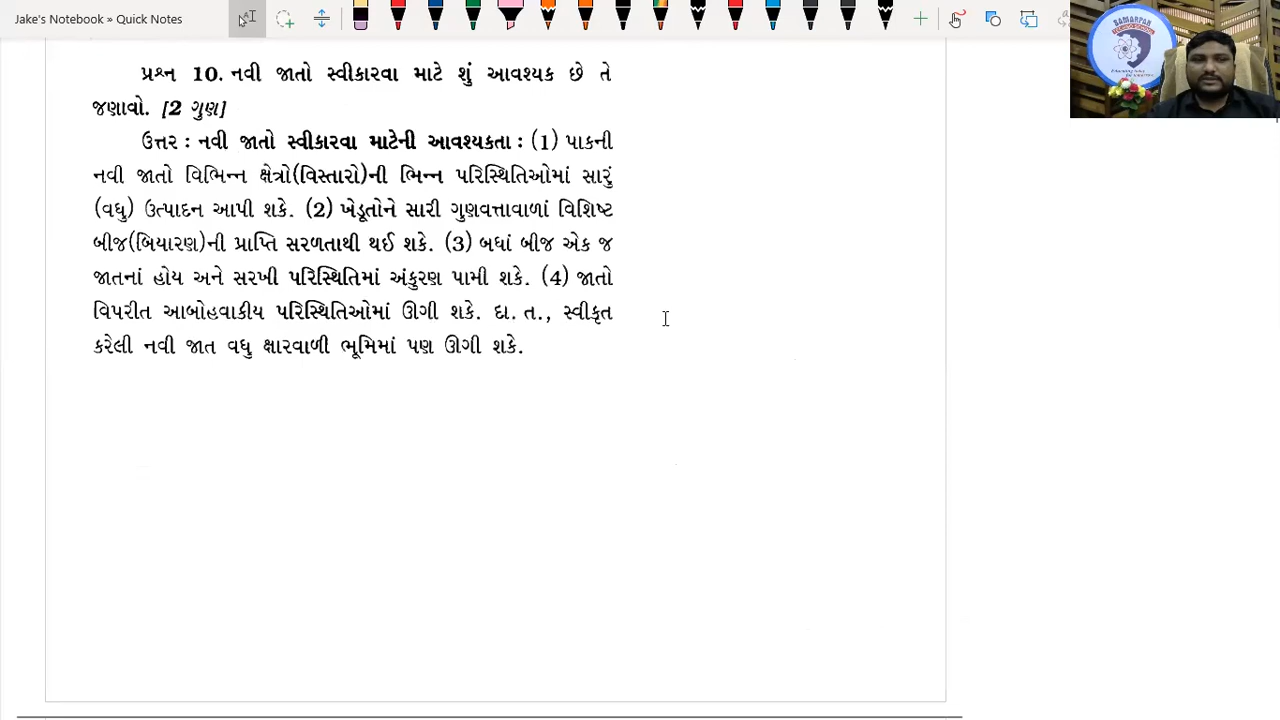 Jake's Notebook » Quick Notes
SAMARPAN
પ્રશ્ન 10. નવી જાતો સ્વીકારવા માટે શું આવશ્યક છે તે
જણાવો. [2 ગુણ]
ઉત્તર : નવી જાતો સ્વીકારવા માટેની આવશ્યકતા : (1) પાકની
નવી જાતો વિભિન્ન ક્ષેત્રો(વિસ્તારો)ની ભિન્ન પરિસ્થિતિઓમાં સારું
(વધુ) ઉત્પાદન આપી શકે. (2) ખેડૂતોને સારી ગુણવત્તાવાળાં વિશિષ્ટ
બીજ(બિયારણ)ની પ્રાપ્તિ સરળતાથી થઈ શકે. (3) બધાં બીજ એક જ
જાતનાં હોય અને સરખી પરિસ્થિતિમાં અંકુરણ પામી શકે. (4) જાતો
વિપરીત આબોહવાકીય પરિસ્થિતિઓમાં ઊગી શકે. દા. ત., સ્વીકૃત
કરેલી નવી જાત વધુ ક્ષારવાળી ભૂમિમાં પણ ઊગી શકે.